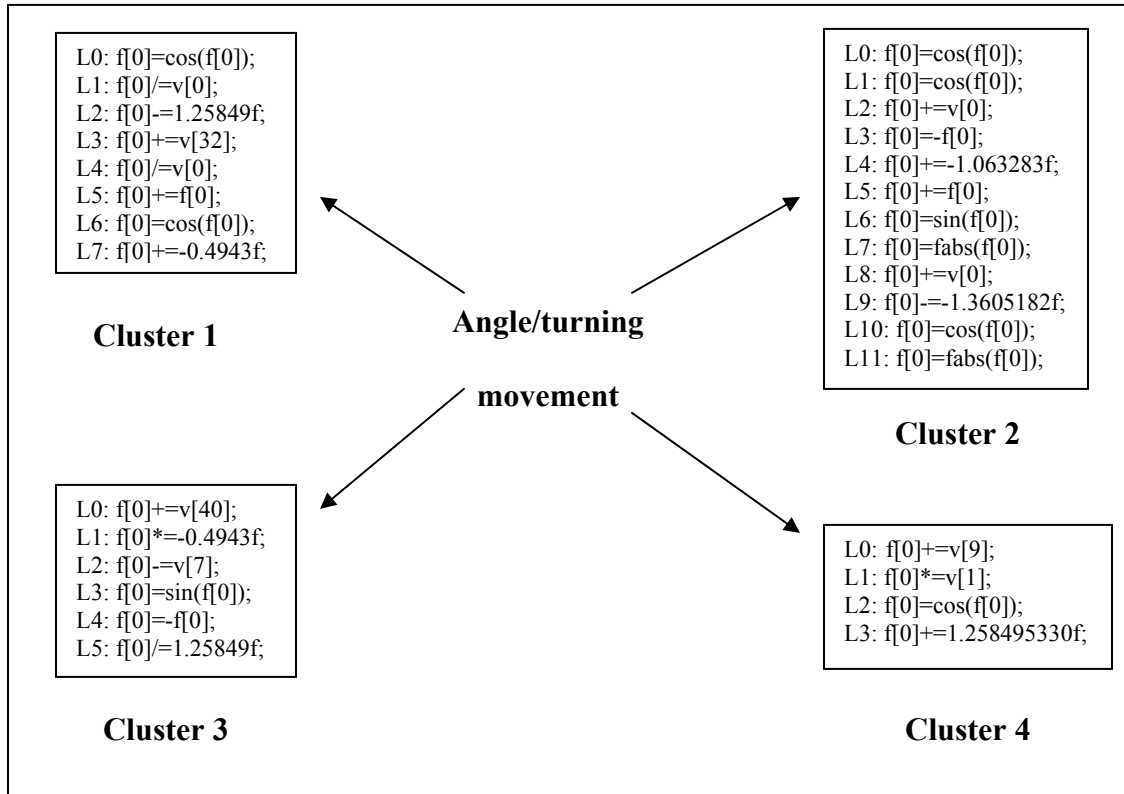 L0: f[0]=cos(f[0]);
L1: f[0]/=v[0];
L2: f[0]-=1.25849f;
L3: f[0]+=v[32];
L4: f[0]/=v[0];
L5: f[0]+=f[0];
L6: f[0]=cos(f[0]);
L7: f[0]+=-0.4943f;
Cluster 1
L0: f[0]=cos(f[0]);
L1: f[0]=cos(f[0]);
L2: f[0]+=v[0];
L3: f[0]=-f[0];
L4: f[0]+=-1.063283f;
L5: f[0]+=f[0];
L6: f[0]=sin(f[0]);
L7: f[0]=fabs(f[0]);
L8: f[0]+=v[0];
L9: f[0]-=-1.3605182f;
L10: f[0]=cos(f[0]);
L11: f[0]=fabs(f[0]);
Cluster 2
Angle/turning
movement
L0: f[0]+=v[40];
L1: f[0]*=-0.4943f;
L2: f[0]-=v[7];
L3: f[0]=sin(f[0]);
L4: f[0]=-f[0];
L5: f[0]/=1.25849f;
Cluster 3
L0: f[0]+=v[9];
L1: f[0]*=v[1];
L2: f[0]=cos(f[0]);
L3: f[0]+=1.258495330f;
Cluster 4